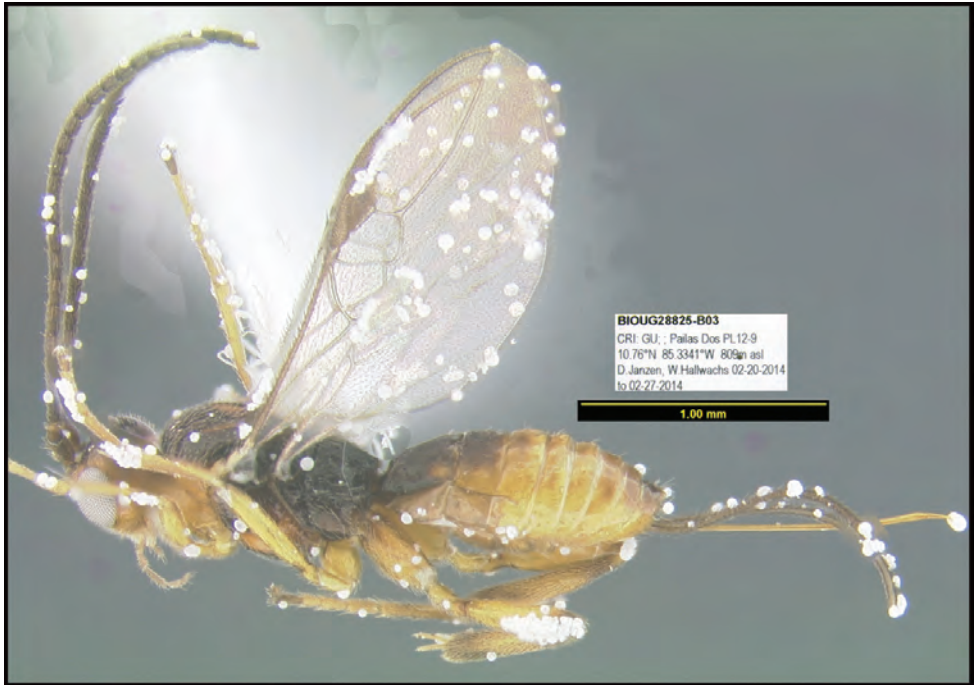 BIOUG28825-B03
CRI: GU; ; Pailas Dos PL12-9
10.76°N 85.3341°W 809m asl
D.Janzen, W.Hallwachs 02-20-2014
to 02-27-2014
1.00 mm